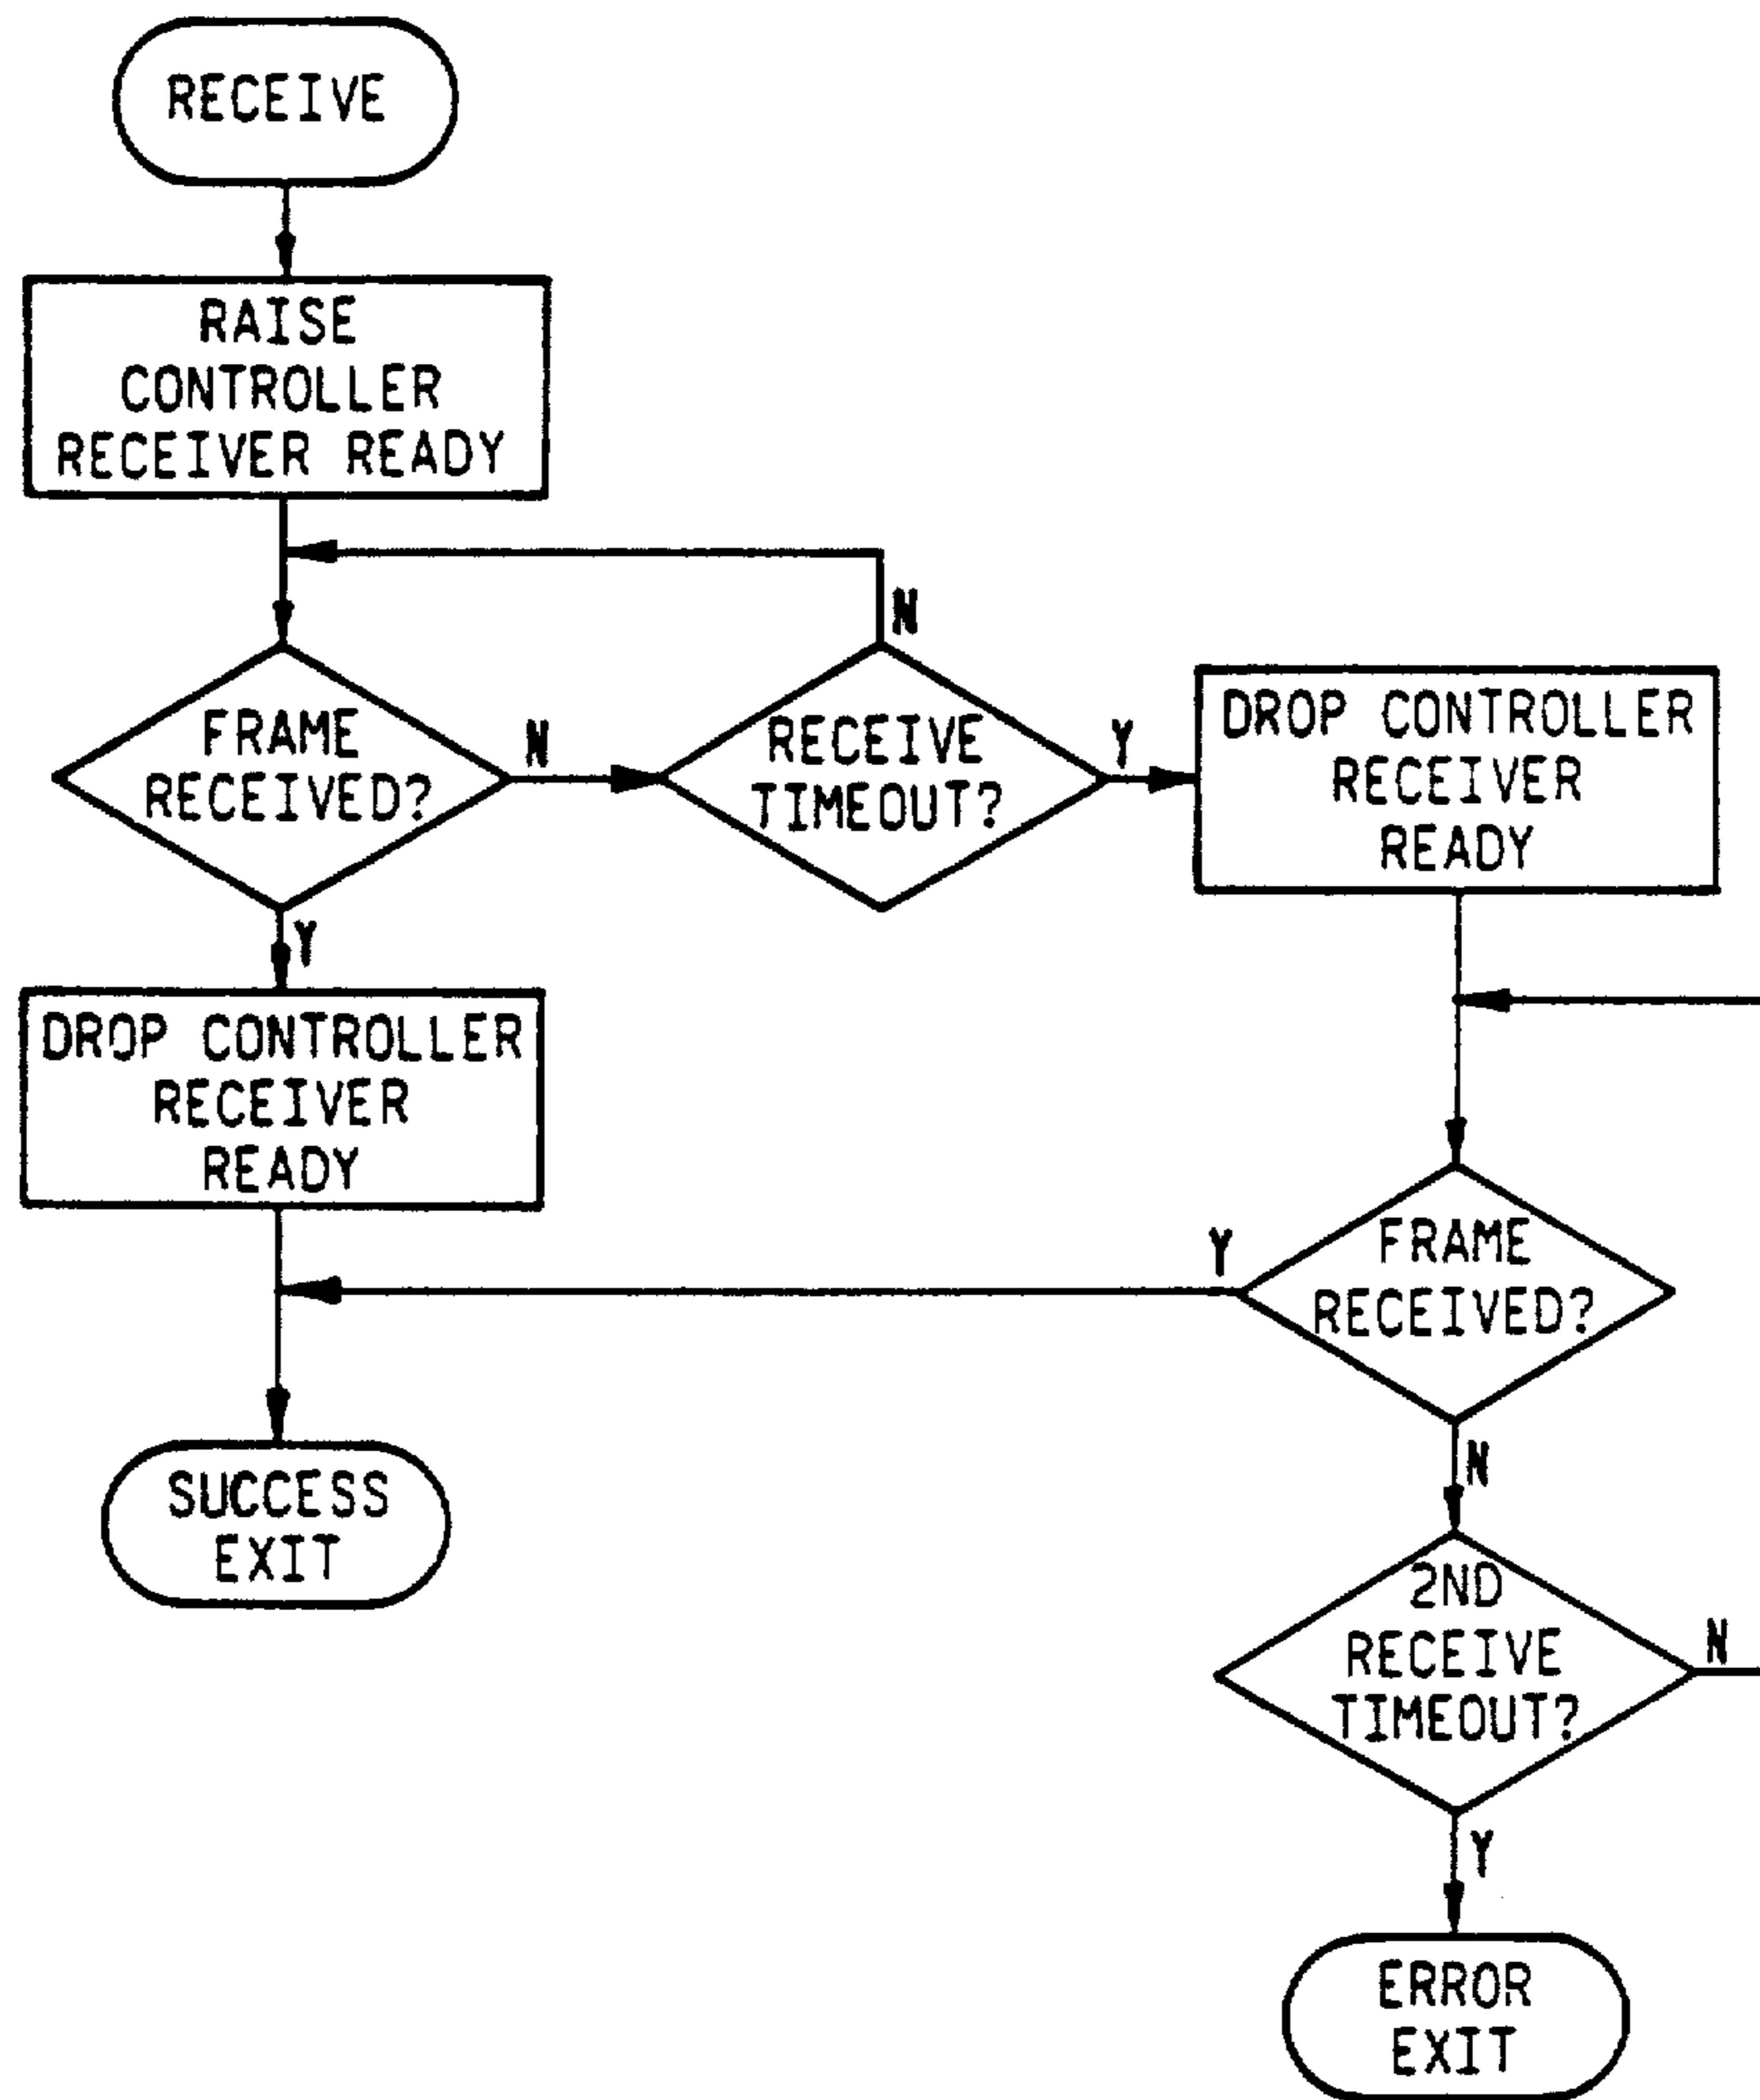 RECEIVE
RAISE
CONTROLLER
RECEIVER READY
N
FRAME
RECEIVED?
N
RECEIVE
TIMEOUT?
Y
DROP CONTROLLER
RECEIVER
READY
Y
DROP CONTROLLER
RECEIVER
READY
Y
FRAME
RECEIVED?
N
SUCCESS
EXIT
2ND
RECEIVE
TIMEOUT?
N
Y
ERROR
EXIT